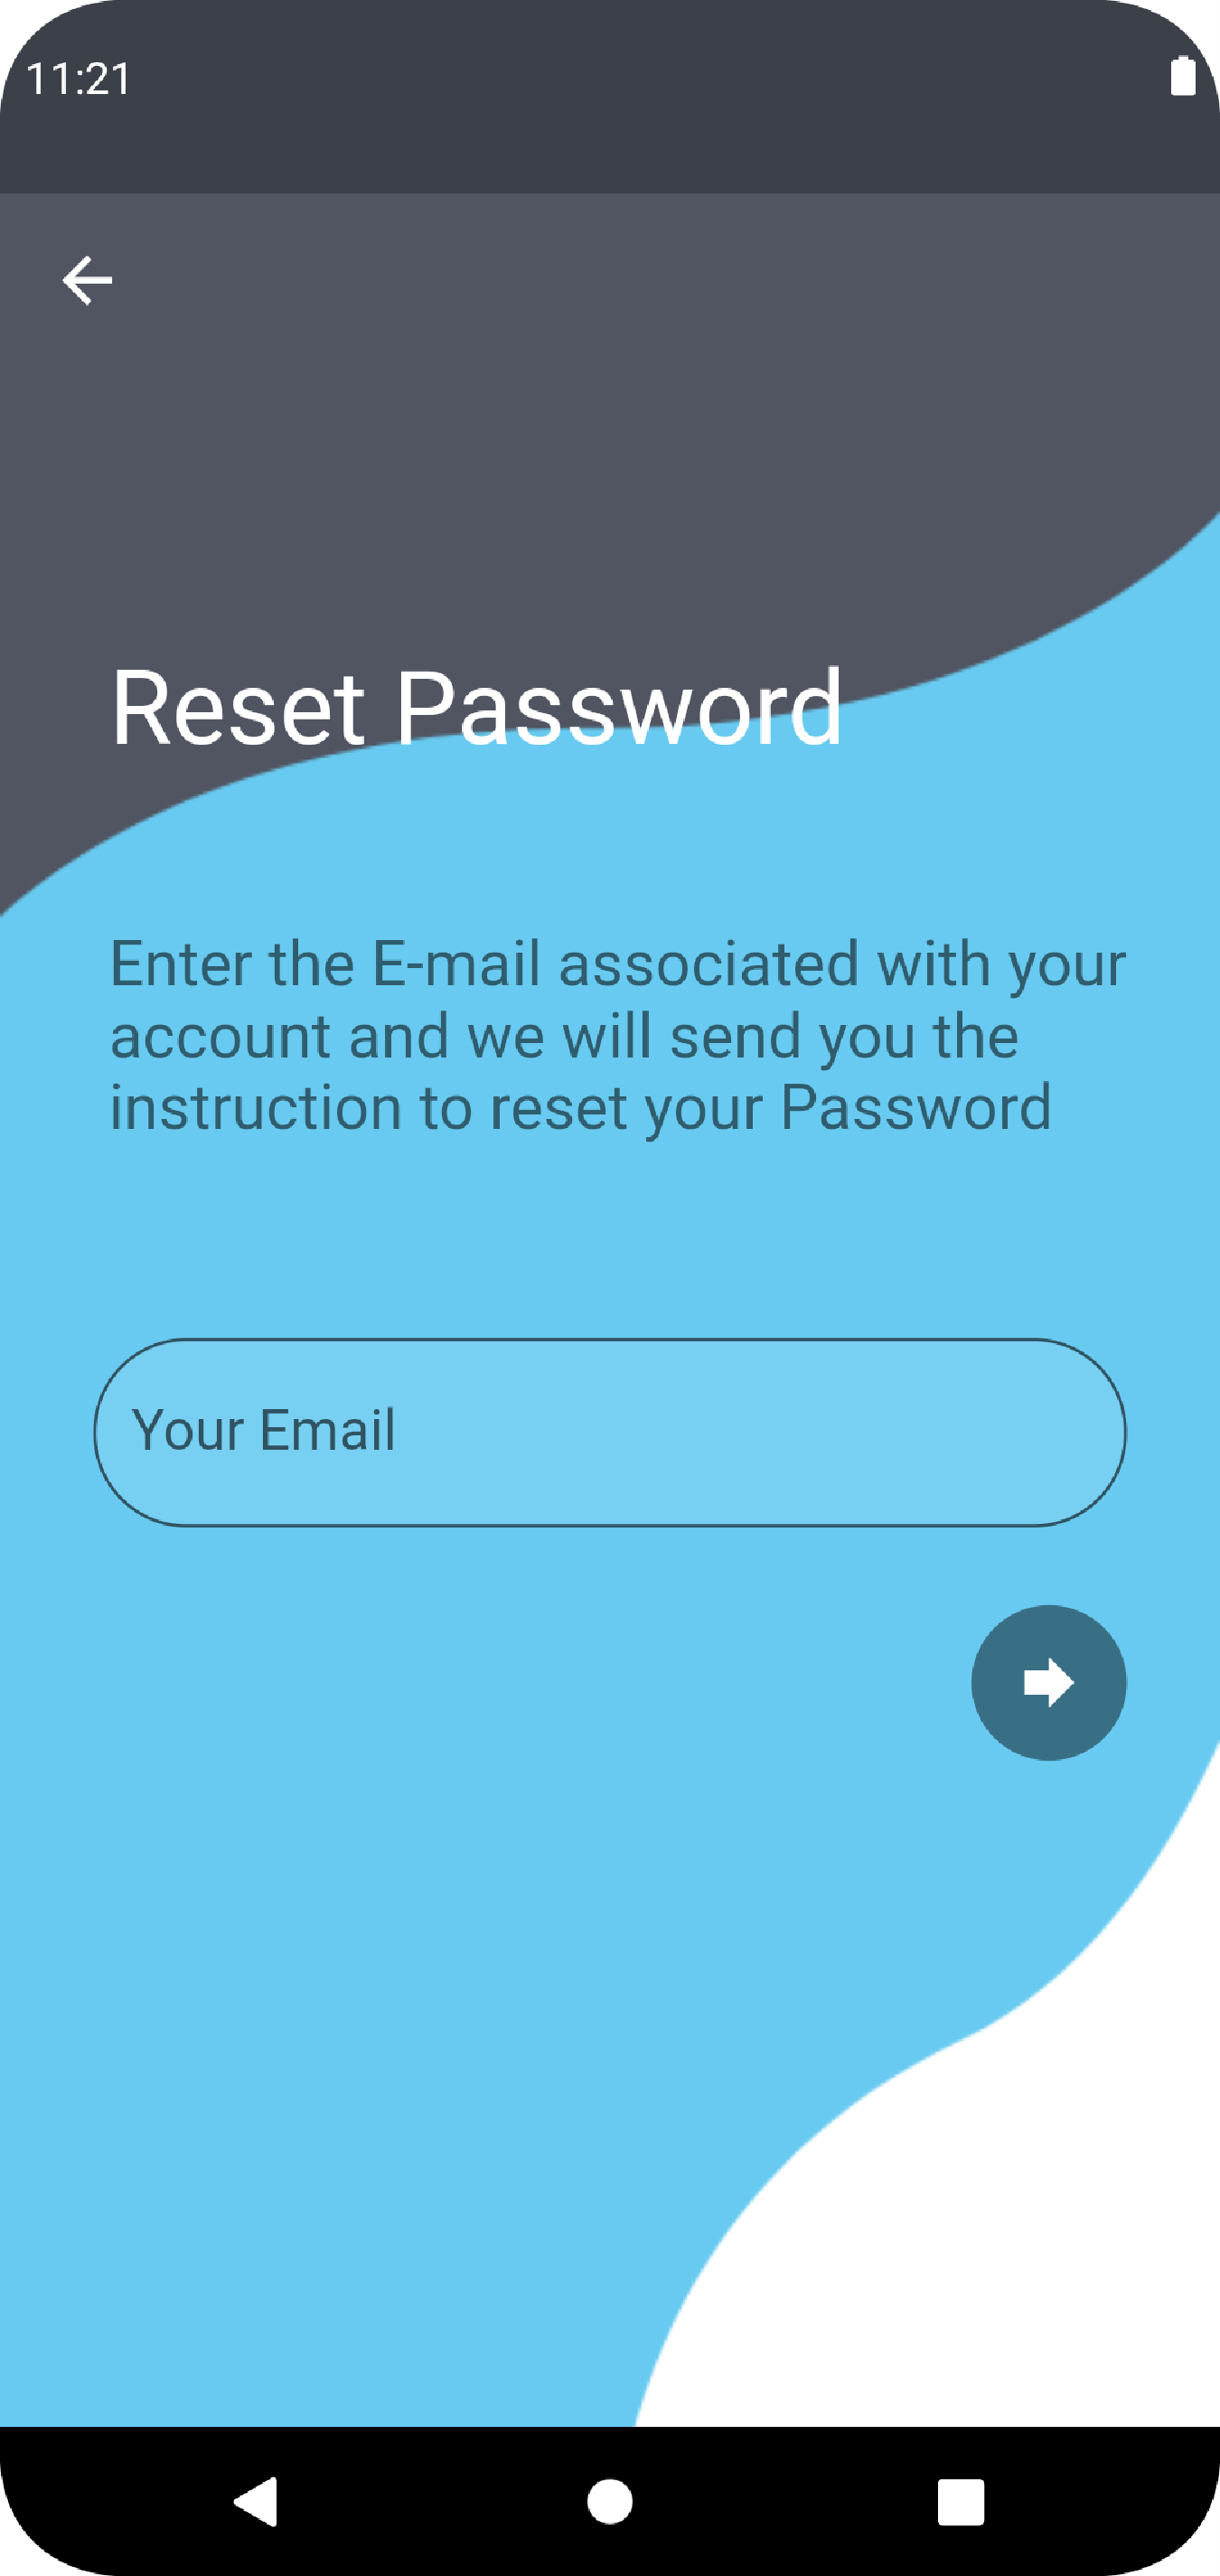 11:21
Reset Password
Enter the E-mail associated with your
account and we will send you the
instruction to reset your Password
Your Email